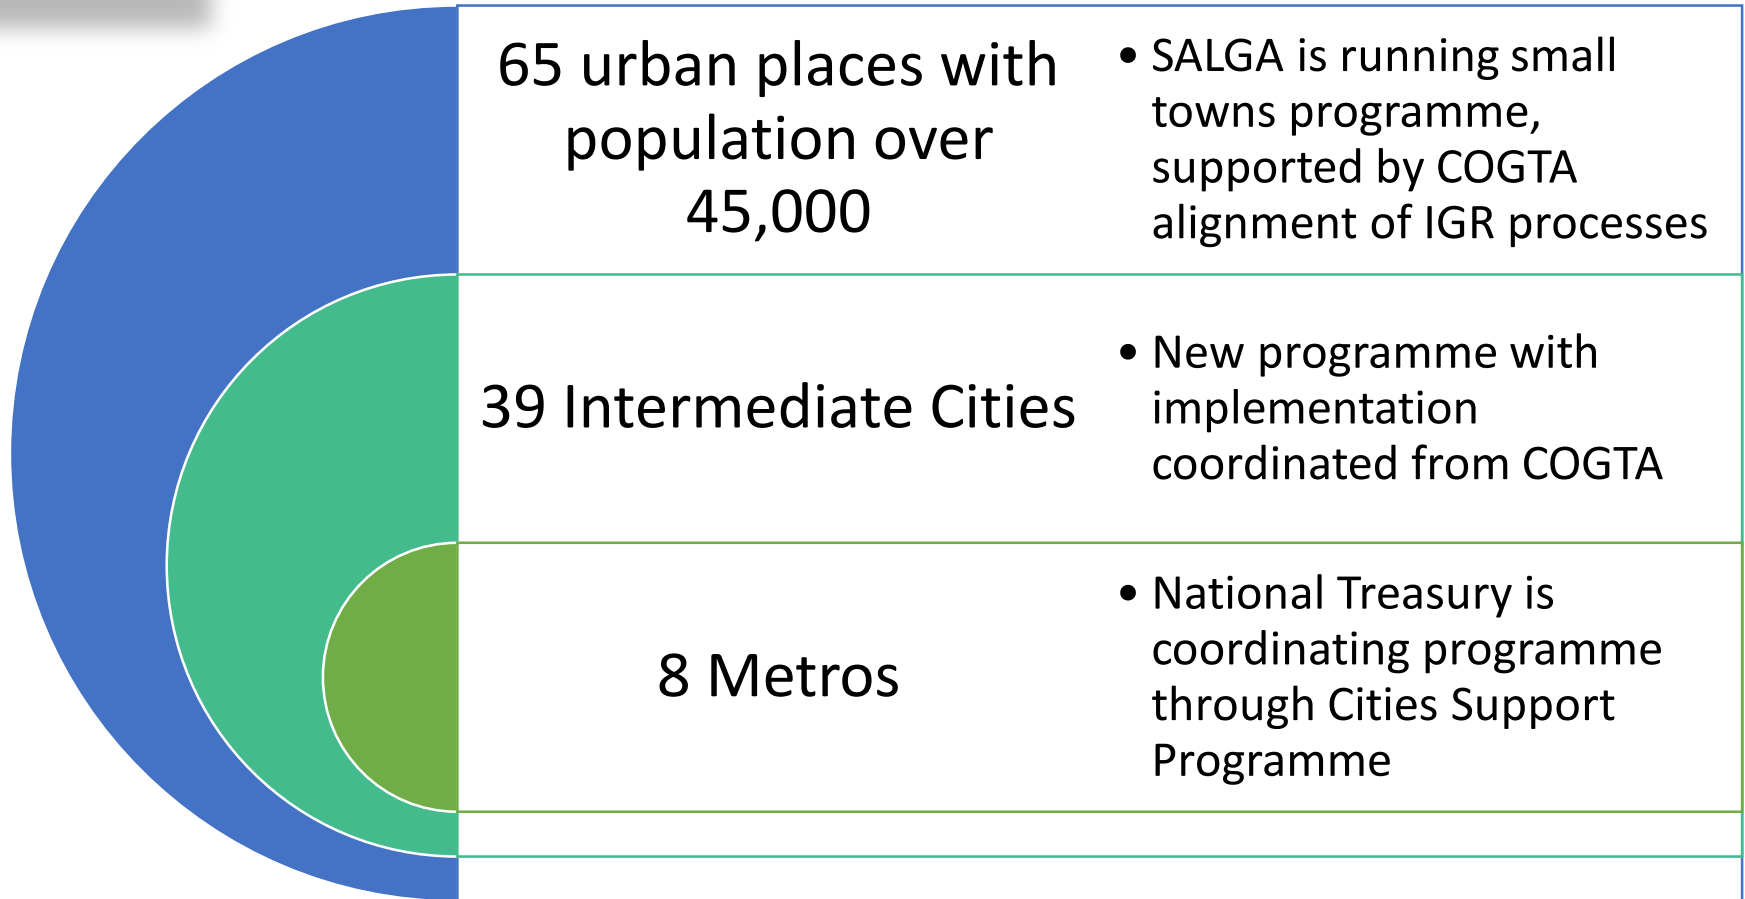 65 urban places with
population over
45,000
• SALGA is running small
towns programme,
supported by COGTA
alignment of IGR processes
39 Intermediate Cities
• New programme with
implementation
coordinated from COGTA
8 Metros
• National Treasury is
coordinating programme
through Cities Support
Programme